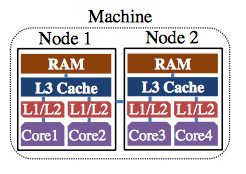 Machine
Node 1 Node 2
RAM RAM
L3 Cache L3 Cache
L1/L2 L1/L2 L1/L2 L1/L2
Core1 Core2 Core3 Core4